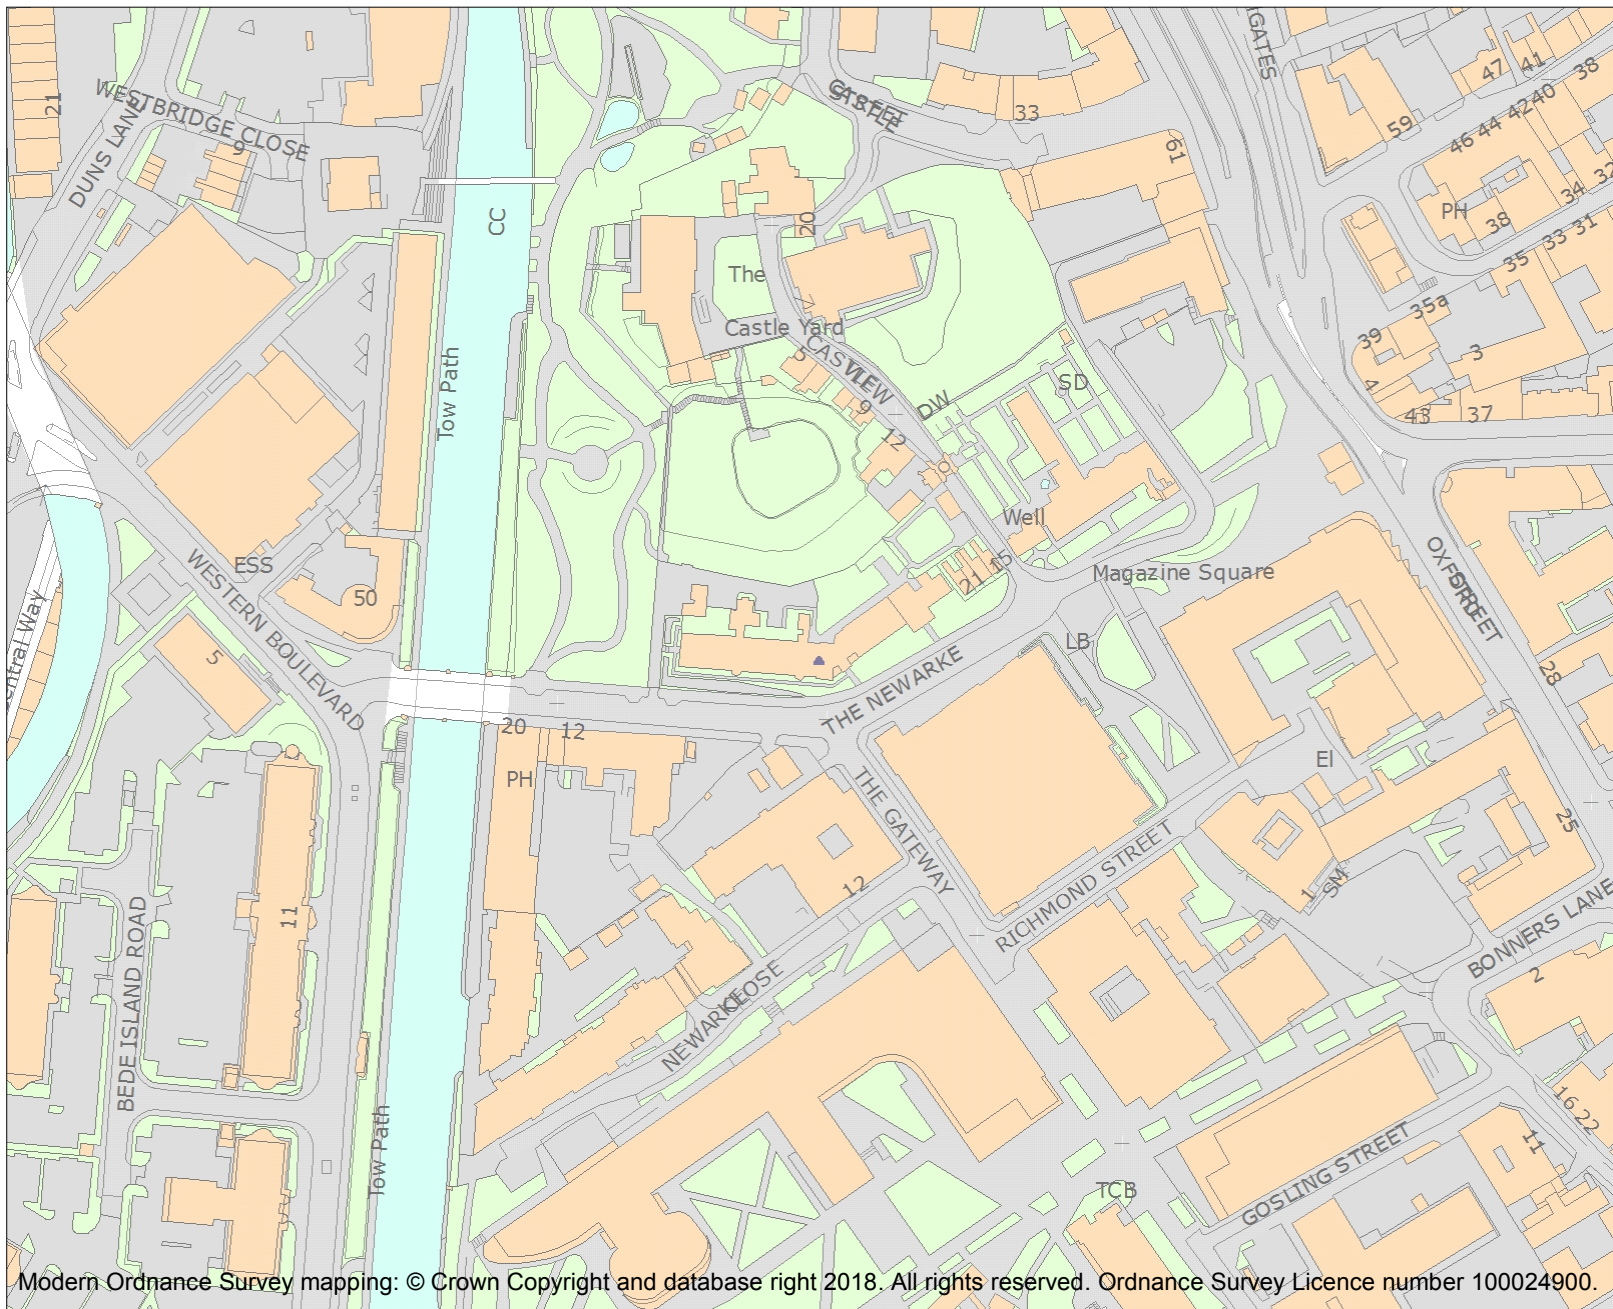 GATES
47
41
38
21
WESTBRIDGE CLOSE
DUNS LANE
9
CASTLE
STREET
33
59
46 44 42 40
61
34
32
PH
38
35 33 31
CC
20
The
35a
Castle Yard
39
3
5
CASTLE
VIEW
4
43
37
Tow Path
SD
DW
9
12
Well
ESS
Magazine Square
OXFORD
STREET
21
15
50
WESTERN BOULEVARD
5
LB
THE NEWARKE
28
20
12
PH
El
THE GATEWAY
25
RICHMOND STREET
12
1
SM
11
BEDE ISLAND ROAD
BONNERS LANE
2
NEWARKE
CLOSE
Tow Path
16
22
11
GOSLING STREET
TCB
Modern Ordnance Survey mapping: © Crown Copyright and database right 2018. All rights reserved. Ordnance Survey Licence number 100024900.